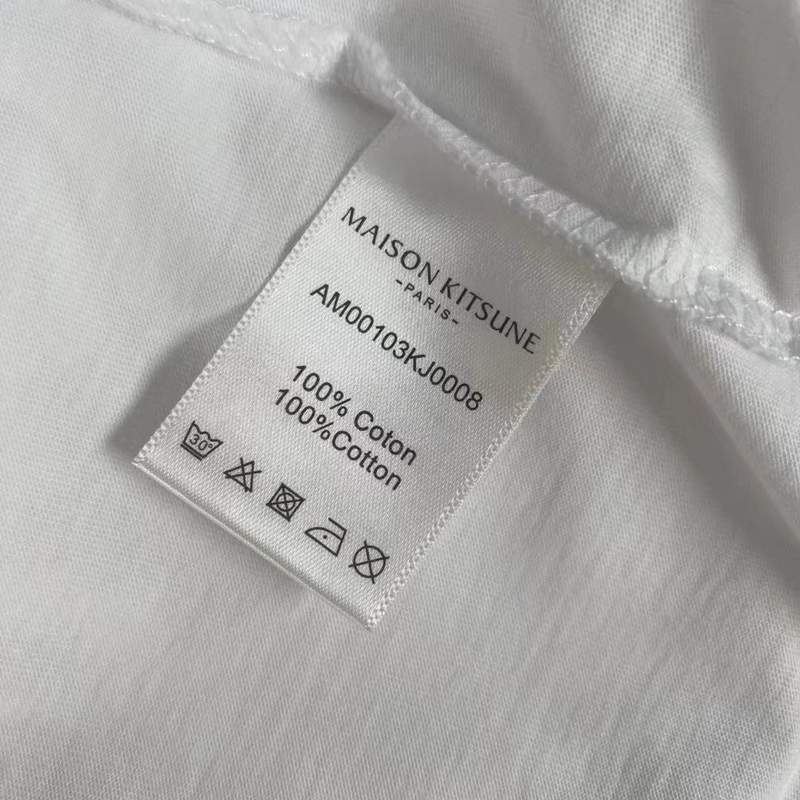 MAISON KITSUNE
-PARIS-
AM00103KJ0008
100% Coton
100%Cotton
30°